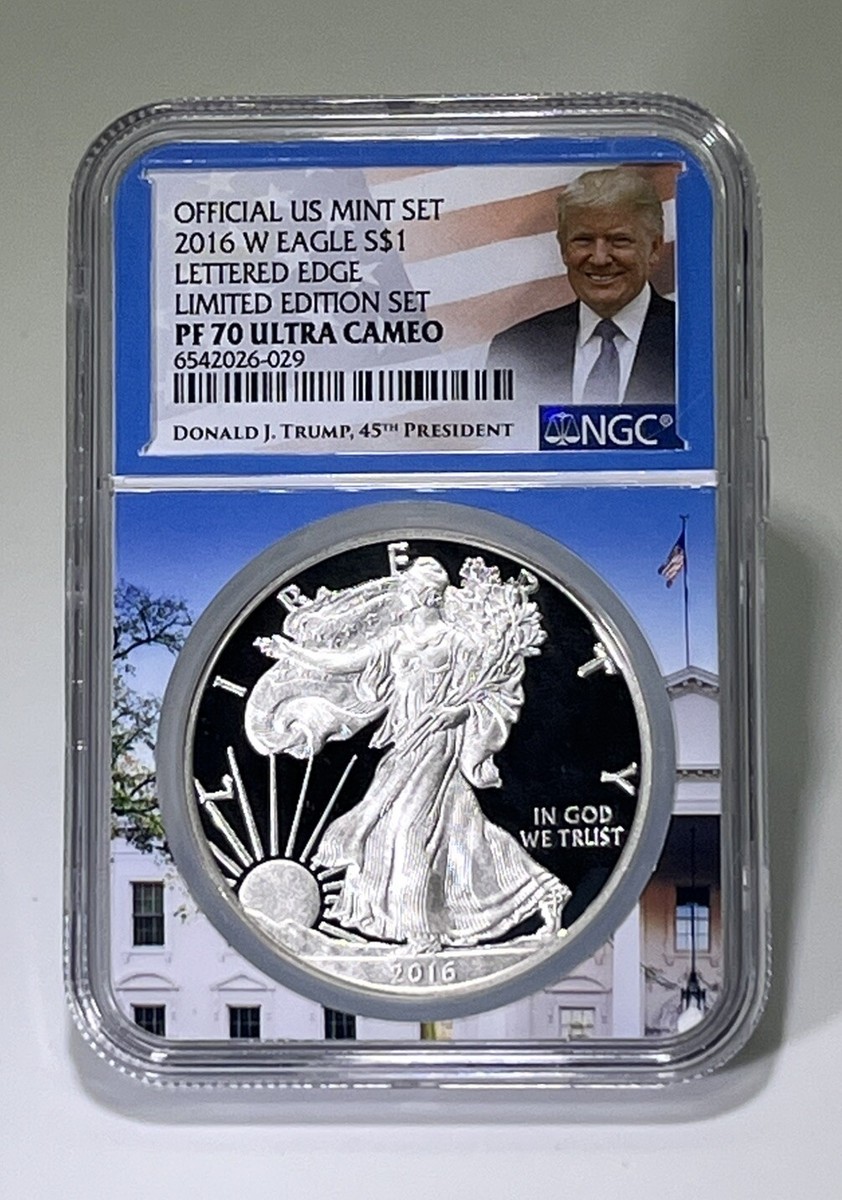 OFFICIAL US MINT SET
2016 W EAGLE S$1
LETTERED EDGE
LIMITED EDITION SET
PF 70 ULTRA CAMEO
6542026-029
DONALD J. TRUMP, 45TH PRESIDENT
NGC®
LIBERTY
IN GOD
WE TRUST
2016